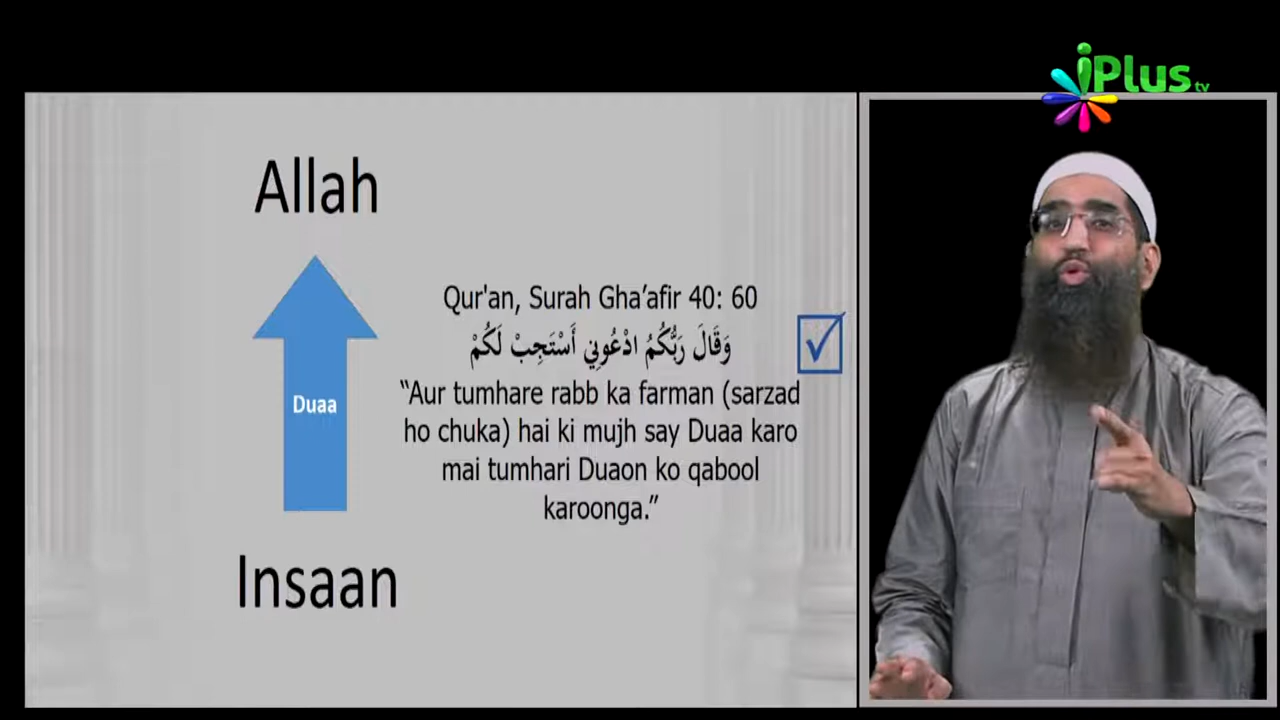 iPlus tv
Allah
Duaa
Insaan
Qur'an, Surah Gha’afir 40: 60
وَقَالَ رَبُّكُمُ ادْعُونِي أَسْتَجِبْ لَكُمْ
“Aur tumhare rabb ka farman (sarzad
ho chuka) hai ki mujh say Duaa karo
mai tumhari Duaon ko qabool
karoonga.”